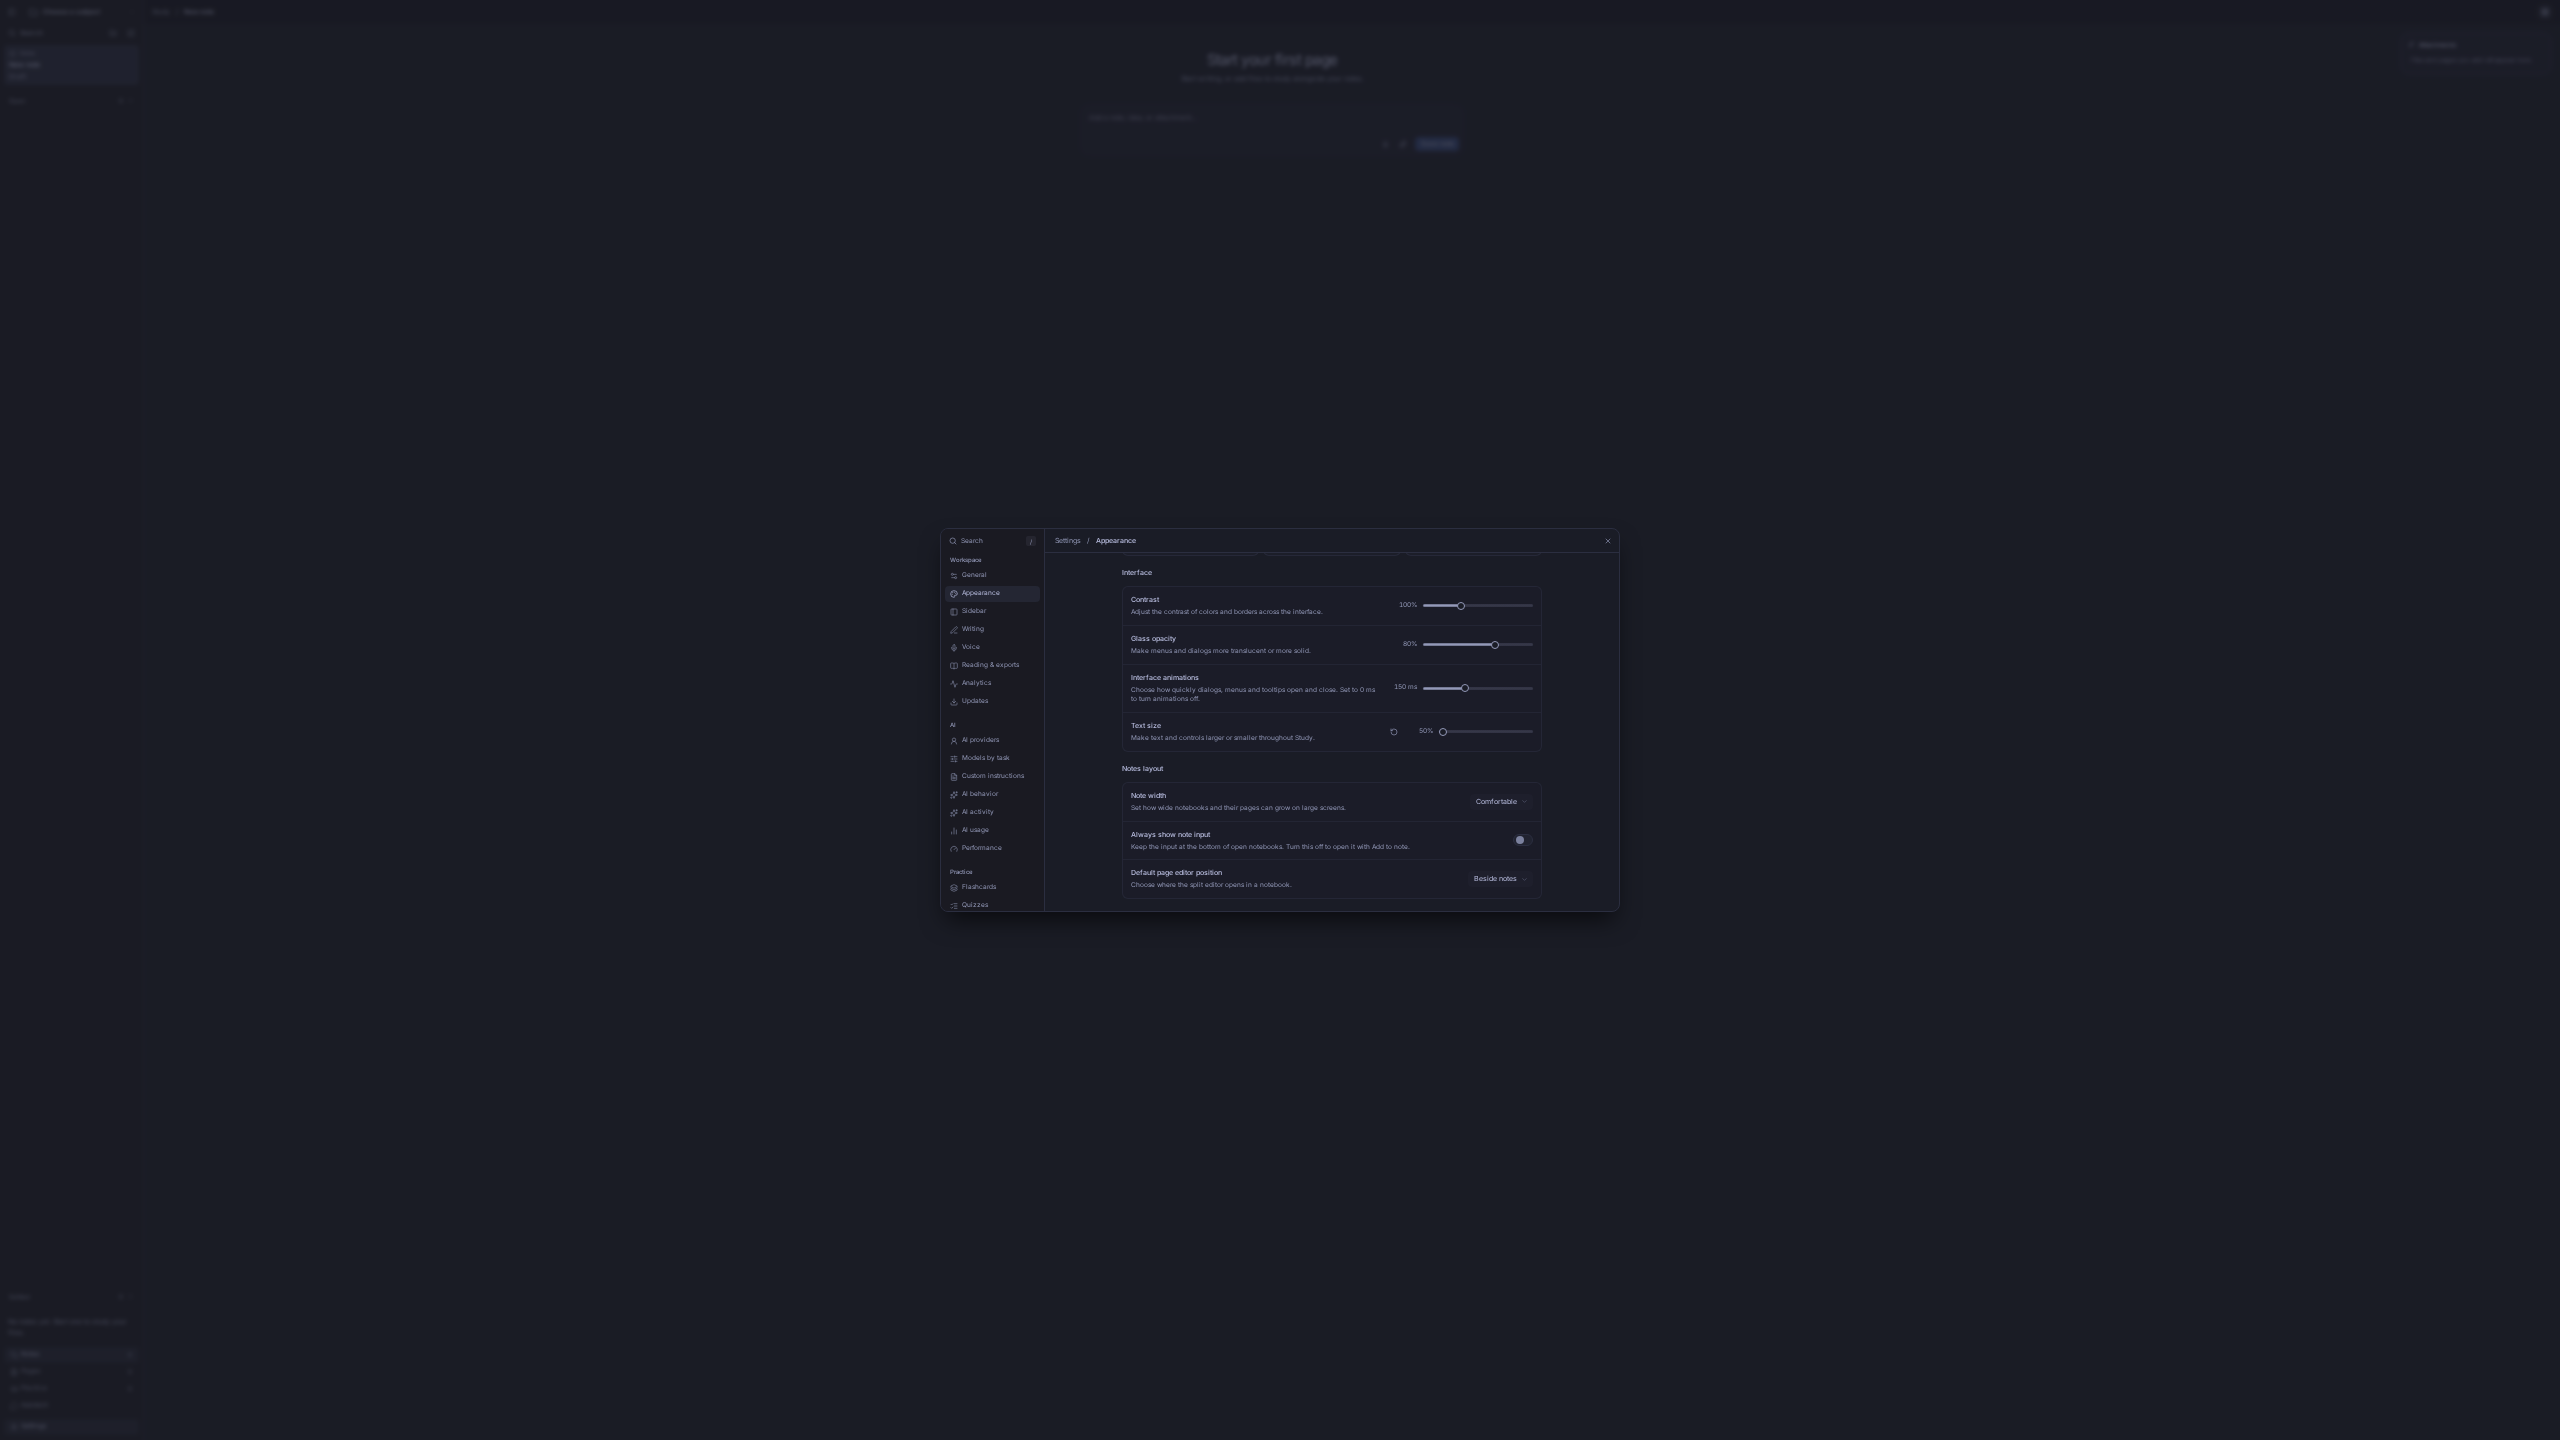 Start your first page
Search /
Workspace
General
Appearance
Sidebar
Writing
Voice
Reading & exports
Analytics
Updates
AI
AI providers
Models by task
Custom instructions
AI behavior
AI activity
AI usage
Performance
Practice
Flashcards
Quizzes
Settings / Appearance
Interface
Contrast
Adjust the contrast of colors and borders across the interface.
100%
Glass opacity
Make menus and dialogs more translucent or more solid.
80%
Interface animations
Choose how quickly dialogs, menus and tooltips open and close. Set to 0 ms
to turn animations off.
150 ms
Text size
Make text and controls larger or smaller throughout Study.
50%
Notes layout
Note width
Set how wide notebooks and their pages can grow on large screens.
Comfortable
Always show note input
Keep the input at the bottom of open notebooks. Turn this off to open it with Add to note.
Default page editor position
Choose where the split editor opens in a notebook.
Beside notes